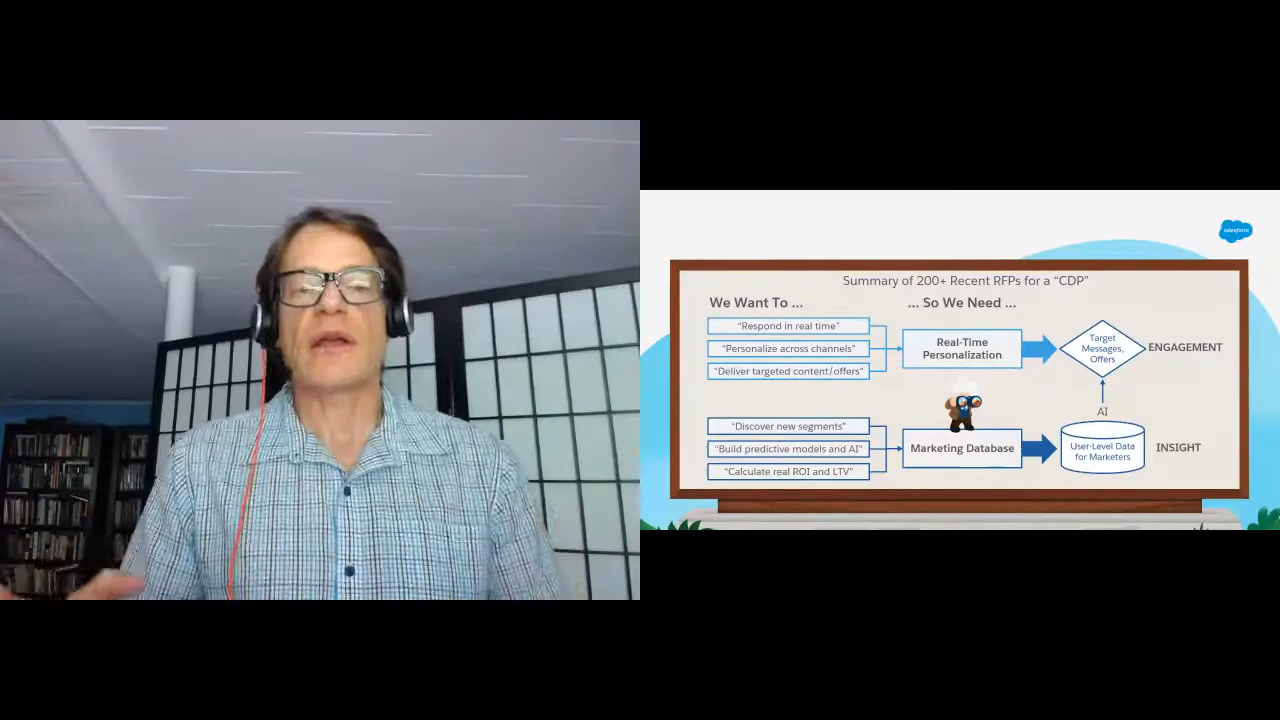 salesforce
Summary of 200+ Recent RFPs for a “CDP”
We Want To ...
... So We Need ...
“Respond in real time”
“Personalize across channels”
“Deliver targeted content/offers”
Real-Time
Personalization
Target
Messages,
Offers
ENGAGEMENT
AI
“Discover new segments”
“Build predictive models and AI”
“Calculate real ROI and LTV”
Marketing Database
User-Level Data
for Marketers
INSIGHT